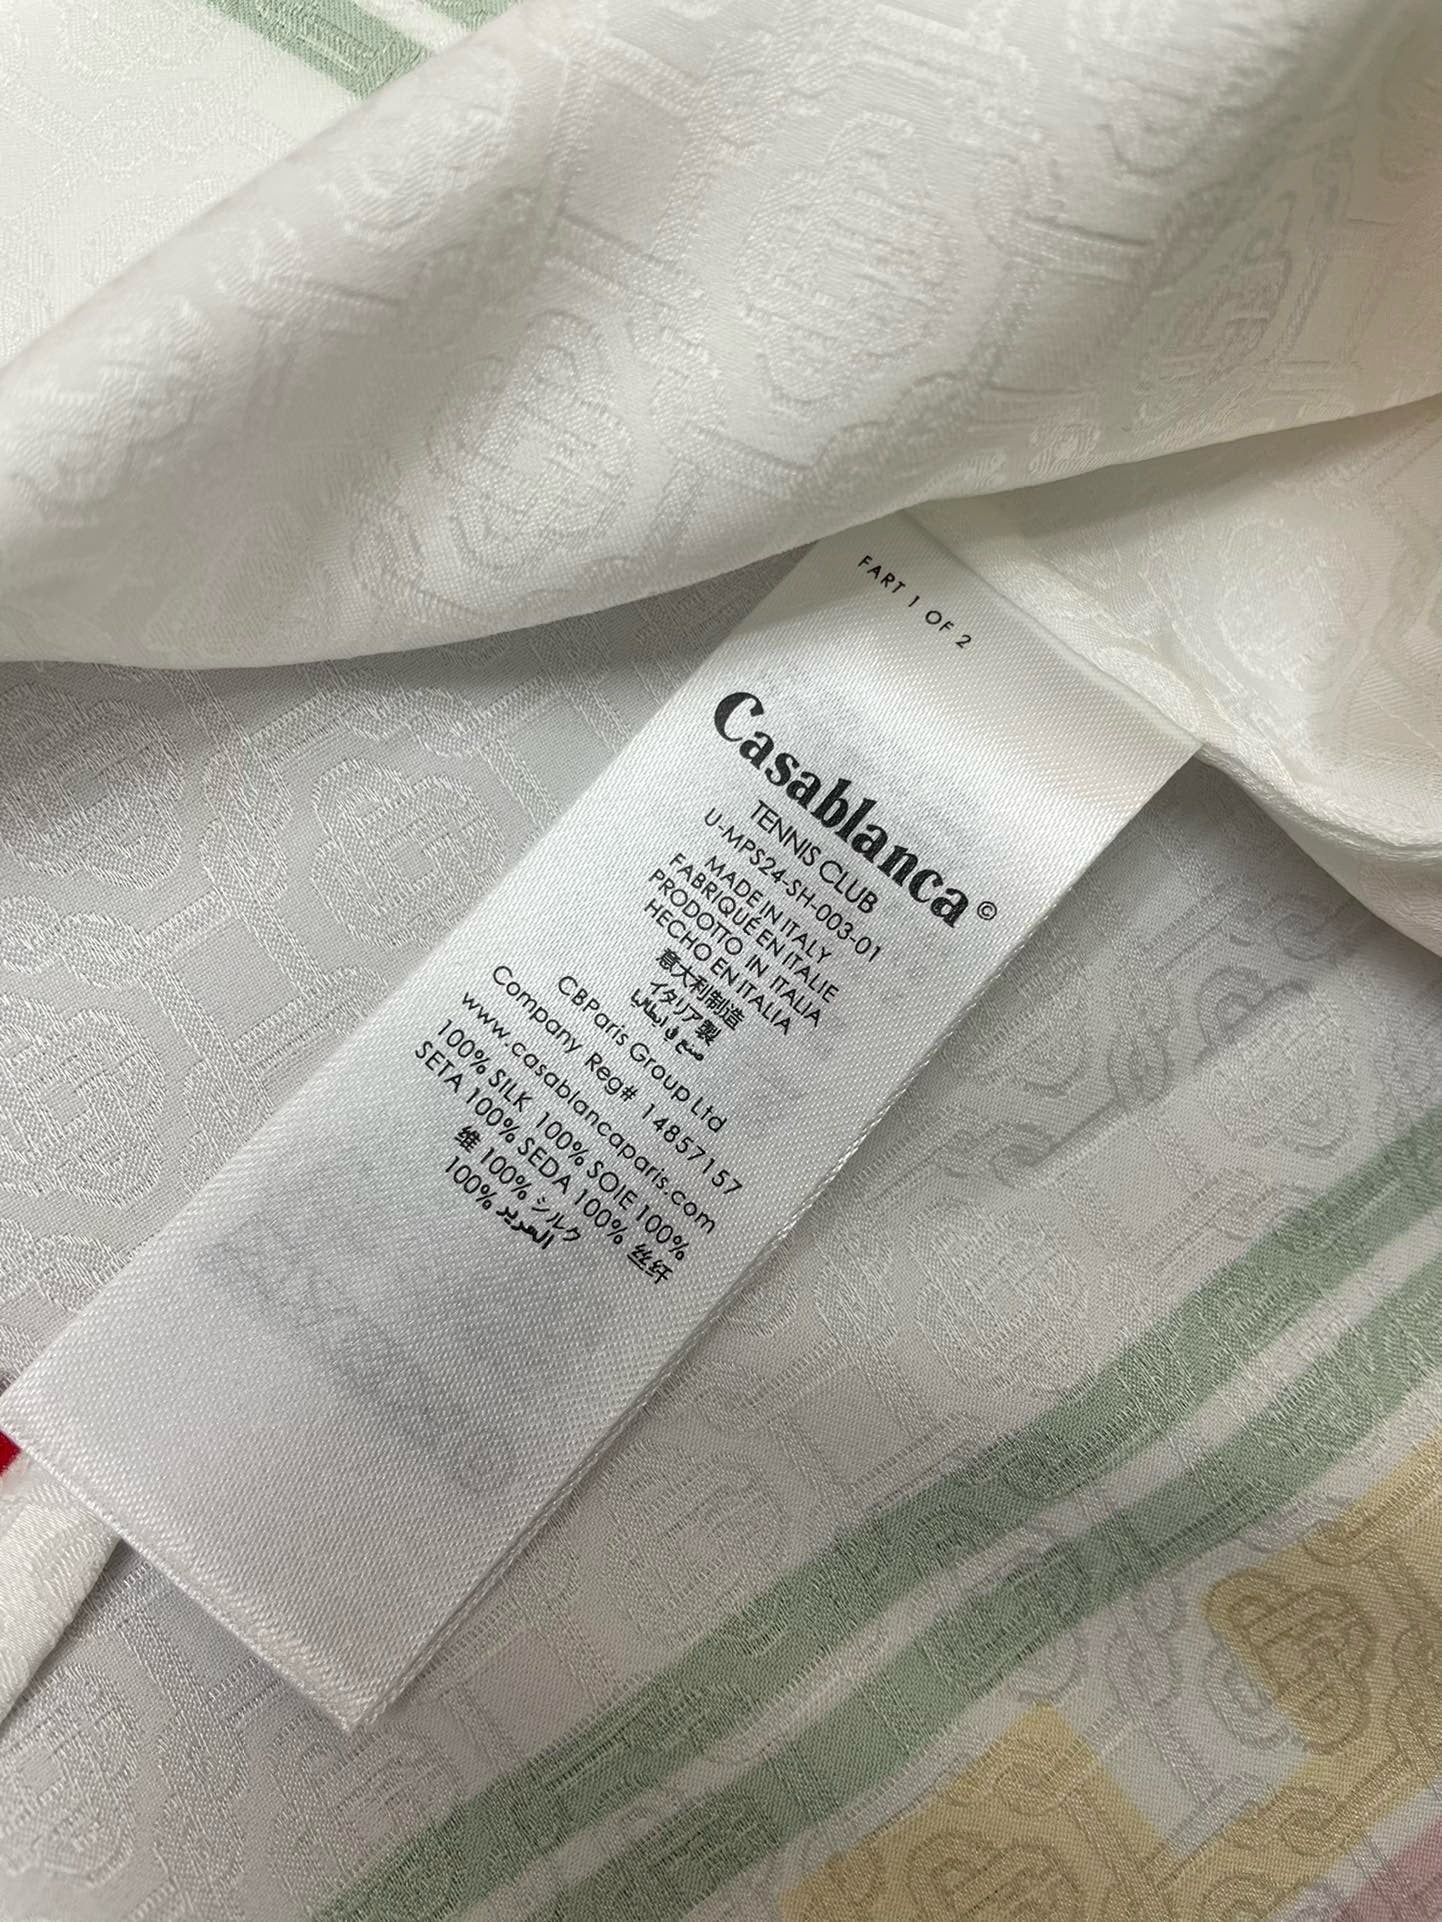 FART 1 OF 2
Casablanca©
TENNIS CLUB
U-MPS24-SH-003-01
MADE IN ITALY
FABRIQUÉ EN ITALIE
PRODOTTO IN ITALIA
HECHO EN ITALIA
意大利制造
イタリア製
صنع في ايطاليا
CBParis Group Ltd
Company Reg# 14857157
www.casablancaparis.com
100% SILK 100% SOIE 100%
SETA 100% SEDA 100% 丝纤
维 100% シルク
100% الحرير